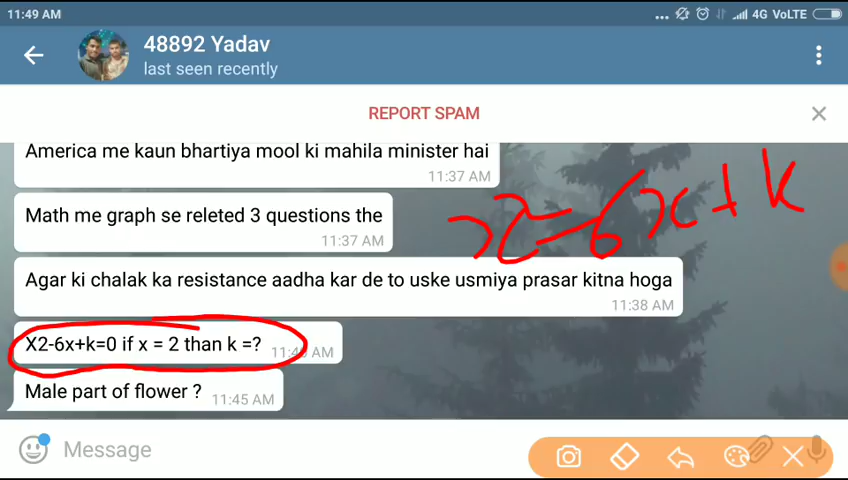 11:49 AM
... 4G VoLTE
48892 Yadav
last seen recently
REPORT SPAM
America me kaun bhartiya mool ki mahila minister hai
11:37 AM
Math me graph se releted 3 questions the
11:37 AM
Agar ki chalak ka resistance aadha kar de to uske usmiya prasar kitna hoga
11:38 AM
x2-6x+k
X2-6x+k=0 if x = 2 than k =?
AM
Male part of flower ?
11:45 AM
Message